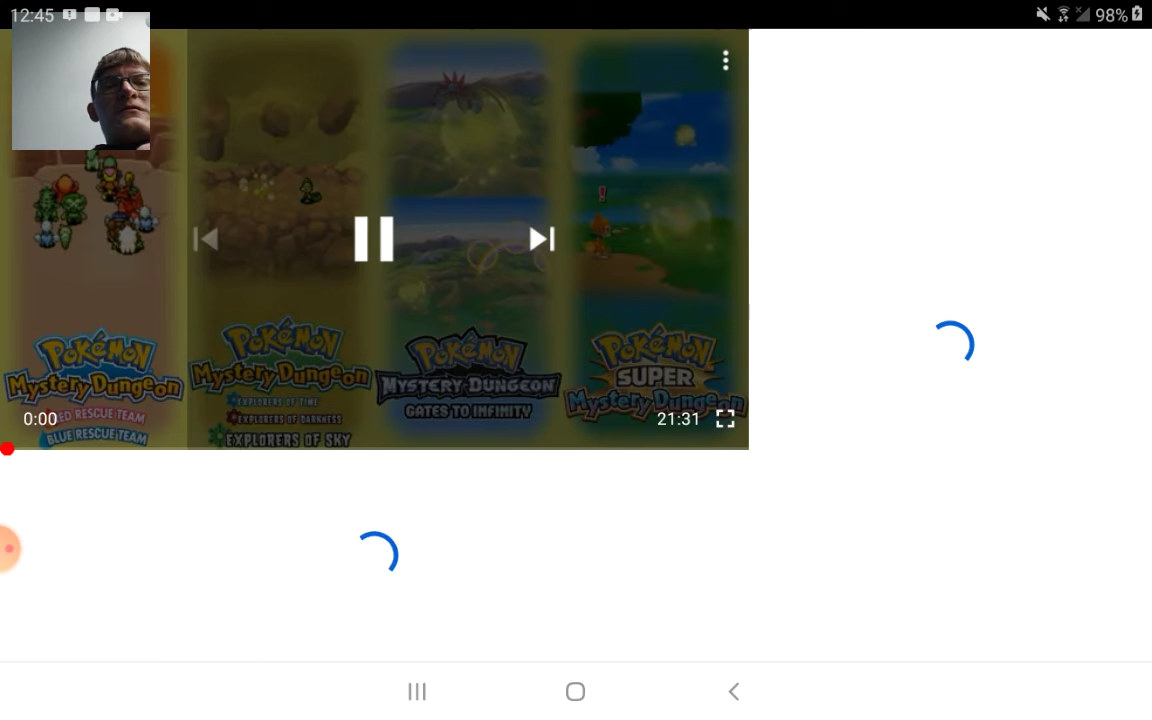 12:45
98%
POKÉMON
Mystery Dungeon
RED RESCUE TEAM
BLUE RESCUE TEAM
POKÉMON
Mystery Dungeon
EXPLORERS OF TIME
EXPLORERS OF DARKNESS
EXPLORERS OF SKY
POKÉMON
MYSTERY DUNGEON
GATES TO INFINITY
POKÉMON
SUPER
Mystery Dungeon
0:00
21:31